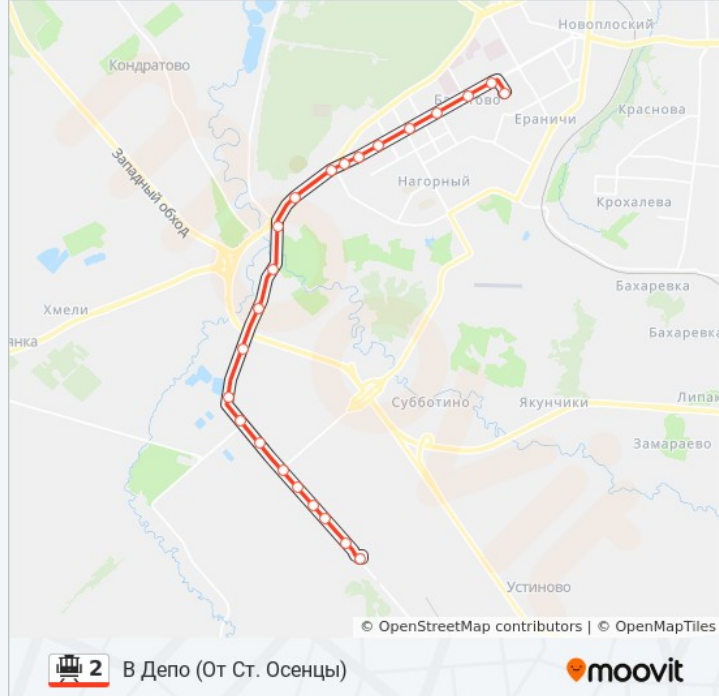 Новоплоский
Кондратово
Краснова
Ераничи
Западный обход
Нагорный
Крохалева
Бахаревка
Хмели
Бахаревка
янка
Субботино
Якунчики
Липак
Замараево
Устиново
© OpenStreetMap contributors | © OpenMapTiles
2 В Депо (От Ст. Осенцы)
moovit